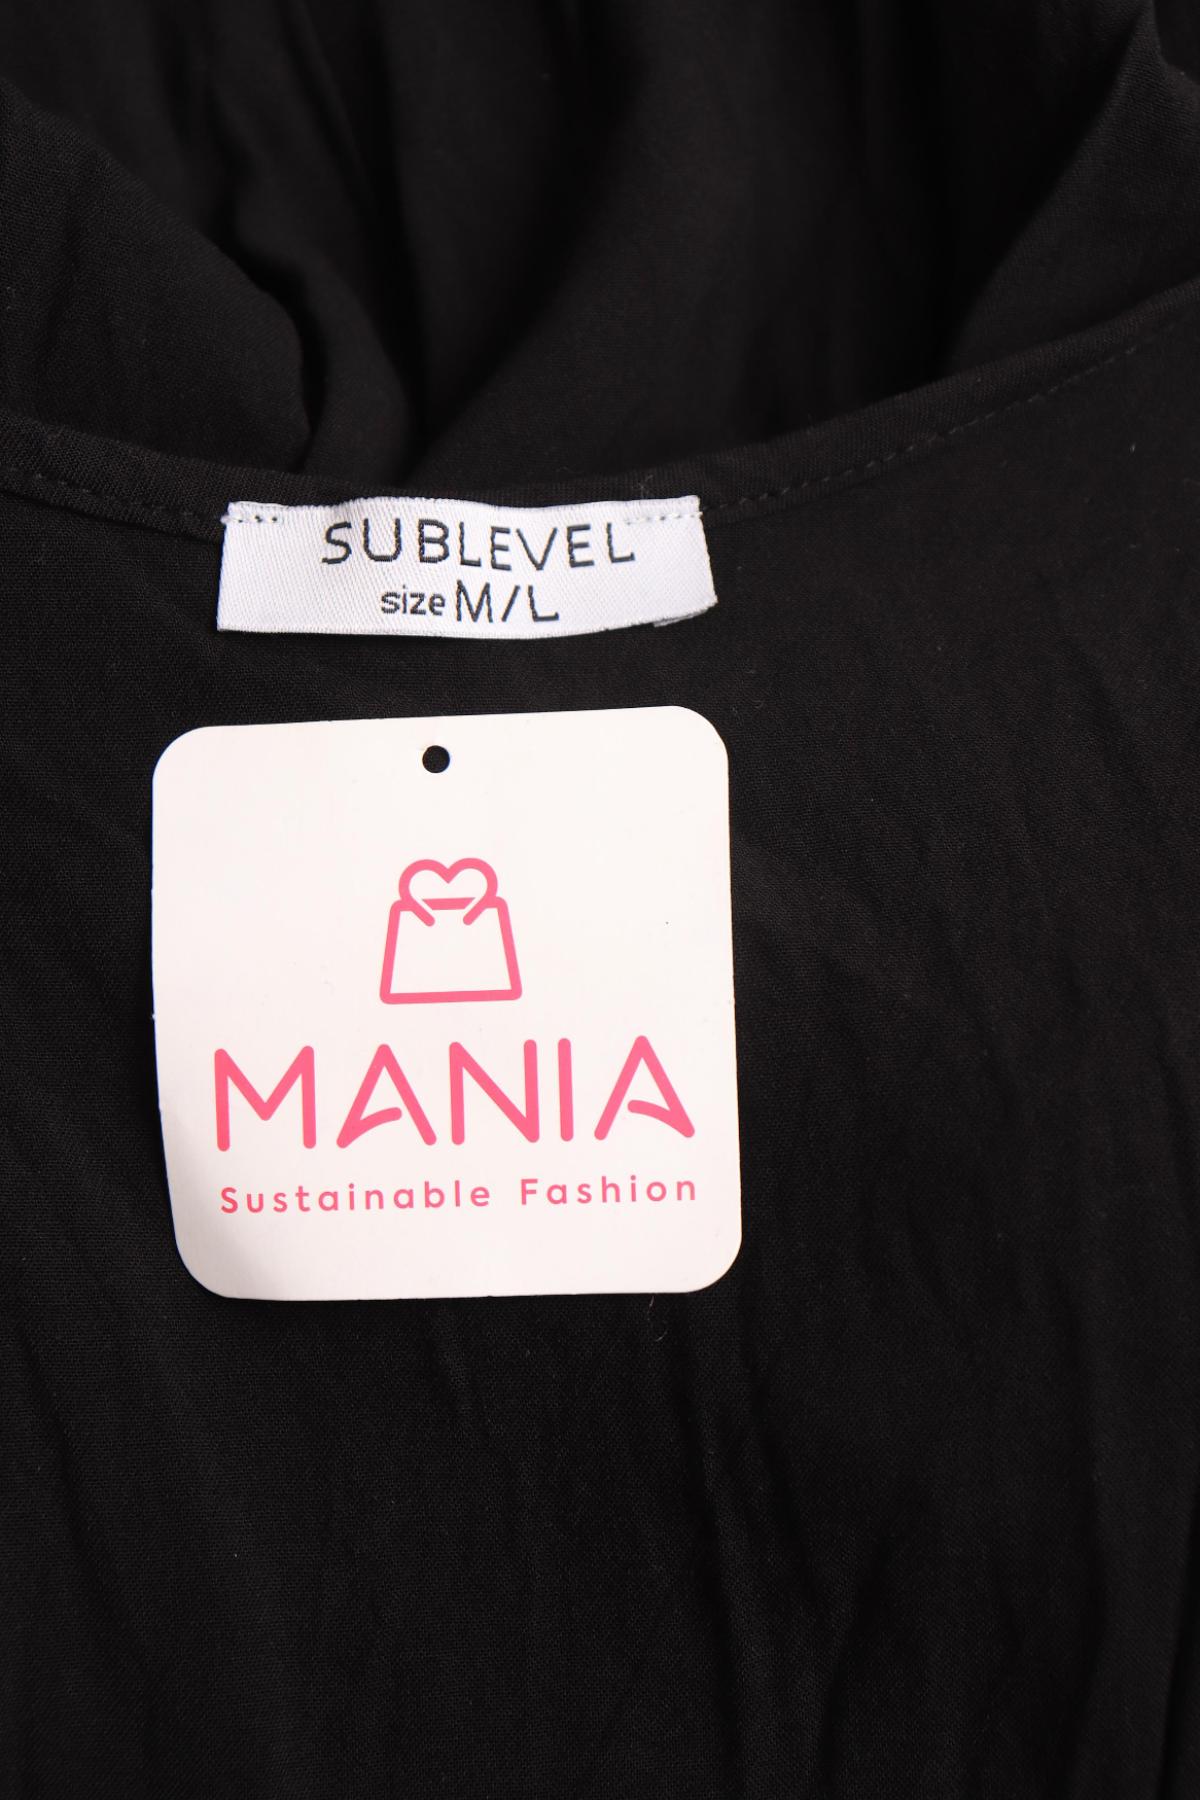 SUBLEVEL
size M/L
MANIA
Sustainable Fashion